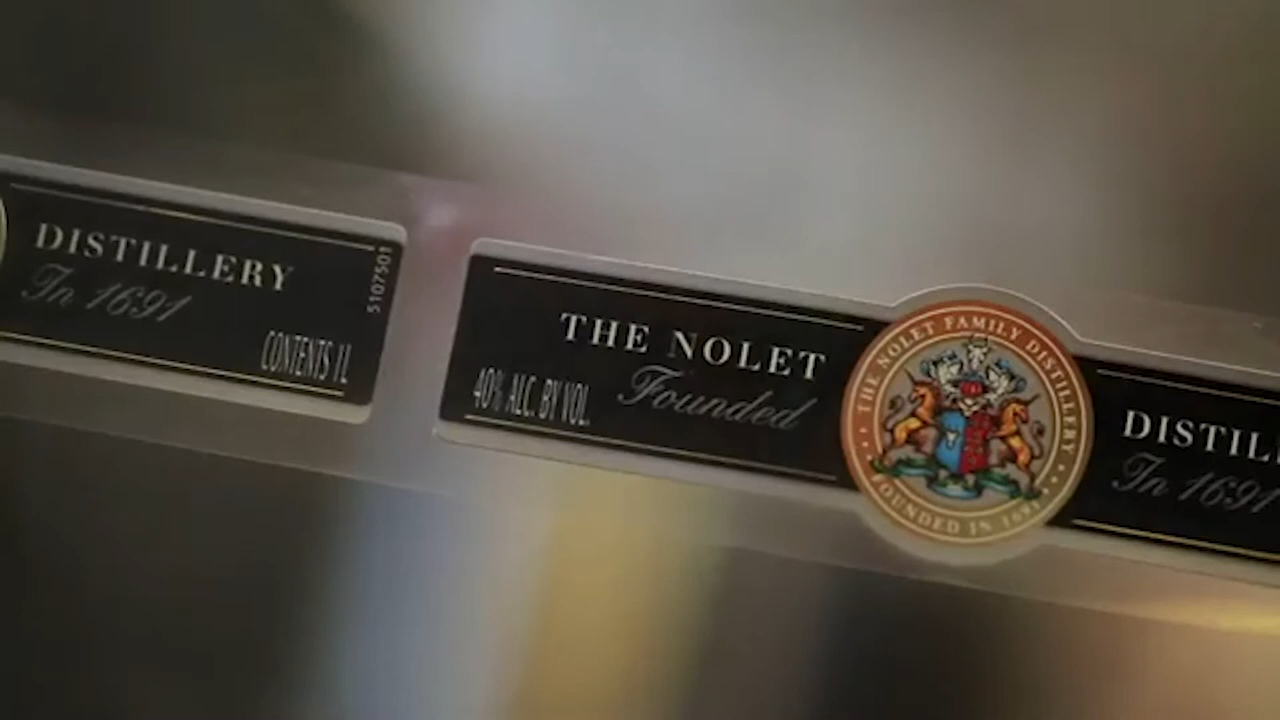 DISTILLERY
In 1691
CONTENTS 1L
5107501
THE NOLET
Founded
40% ALC. BY VOL.
THE NOLET FAMILY DISTILLERY
FOUNDED IN 1691
DISTIL
In 1691